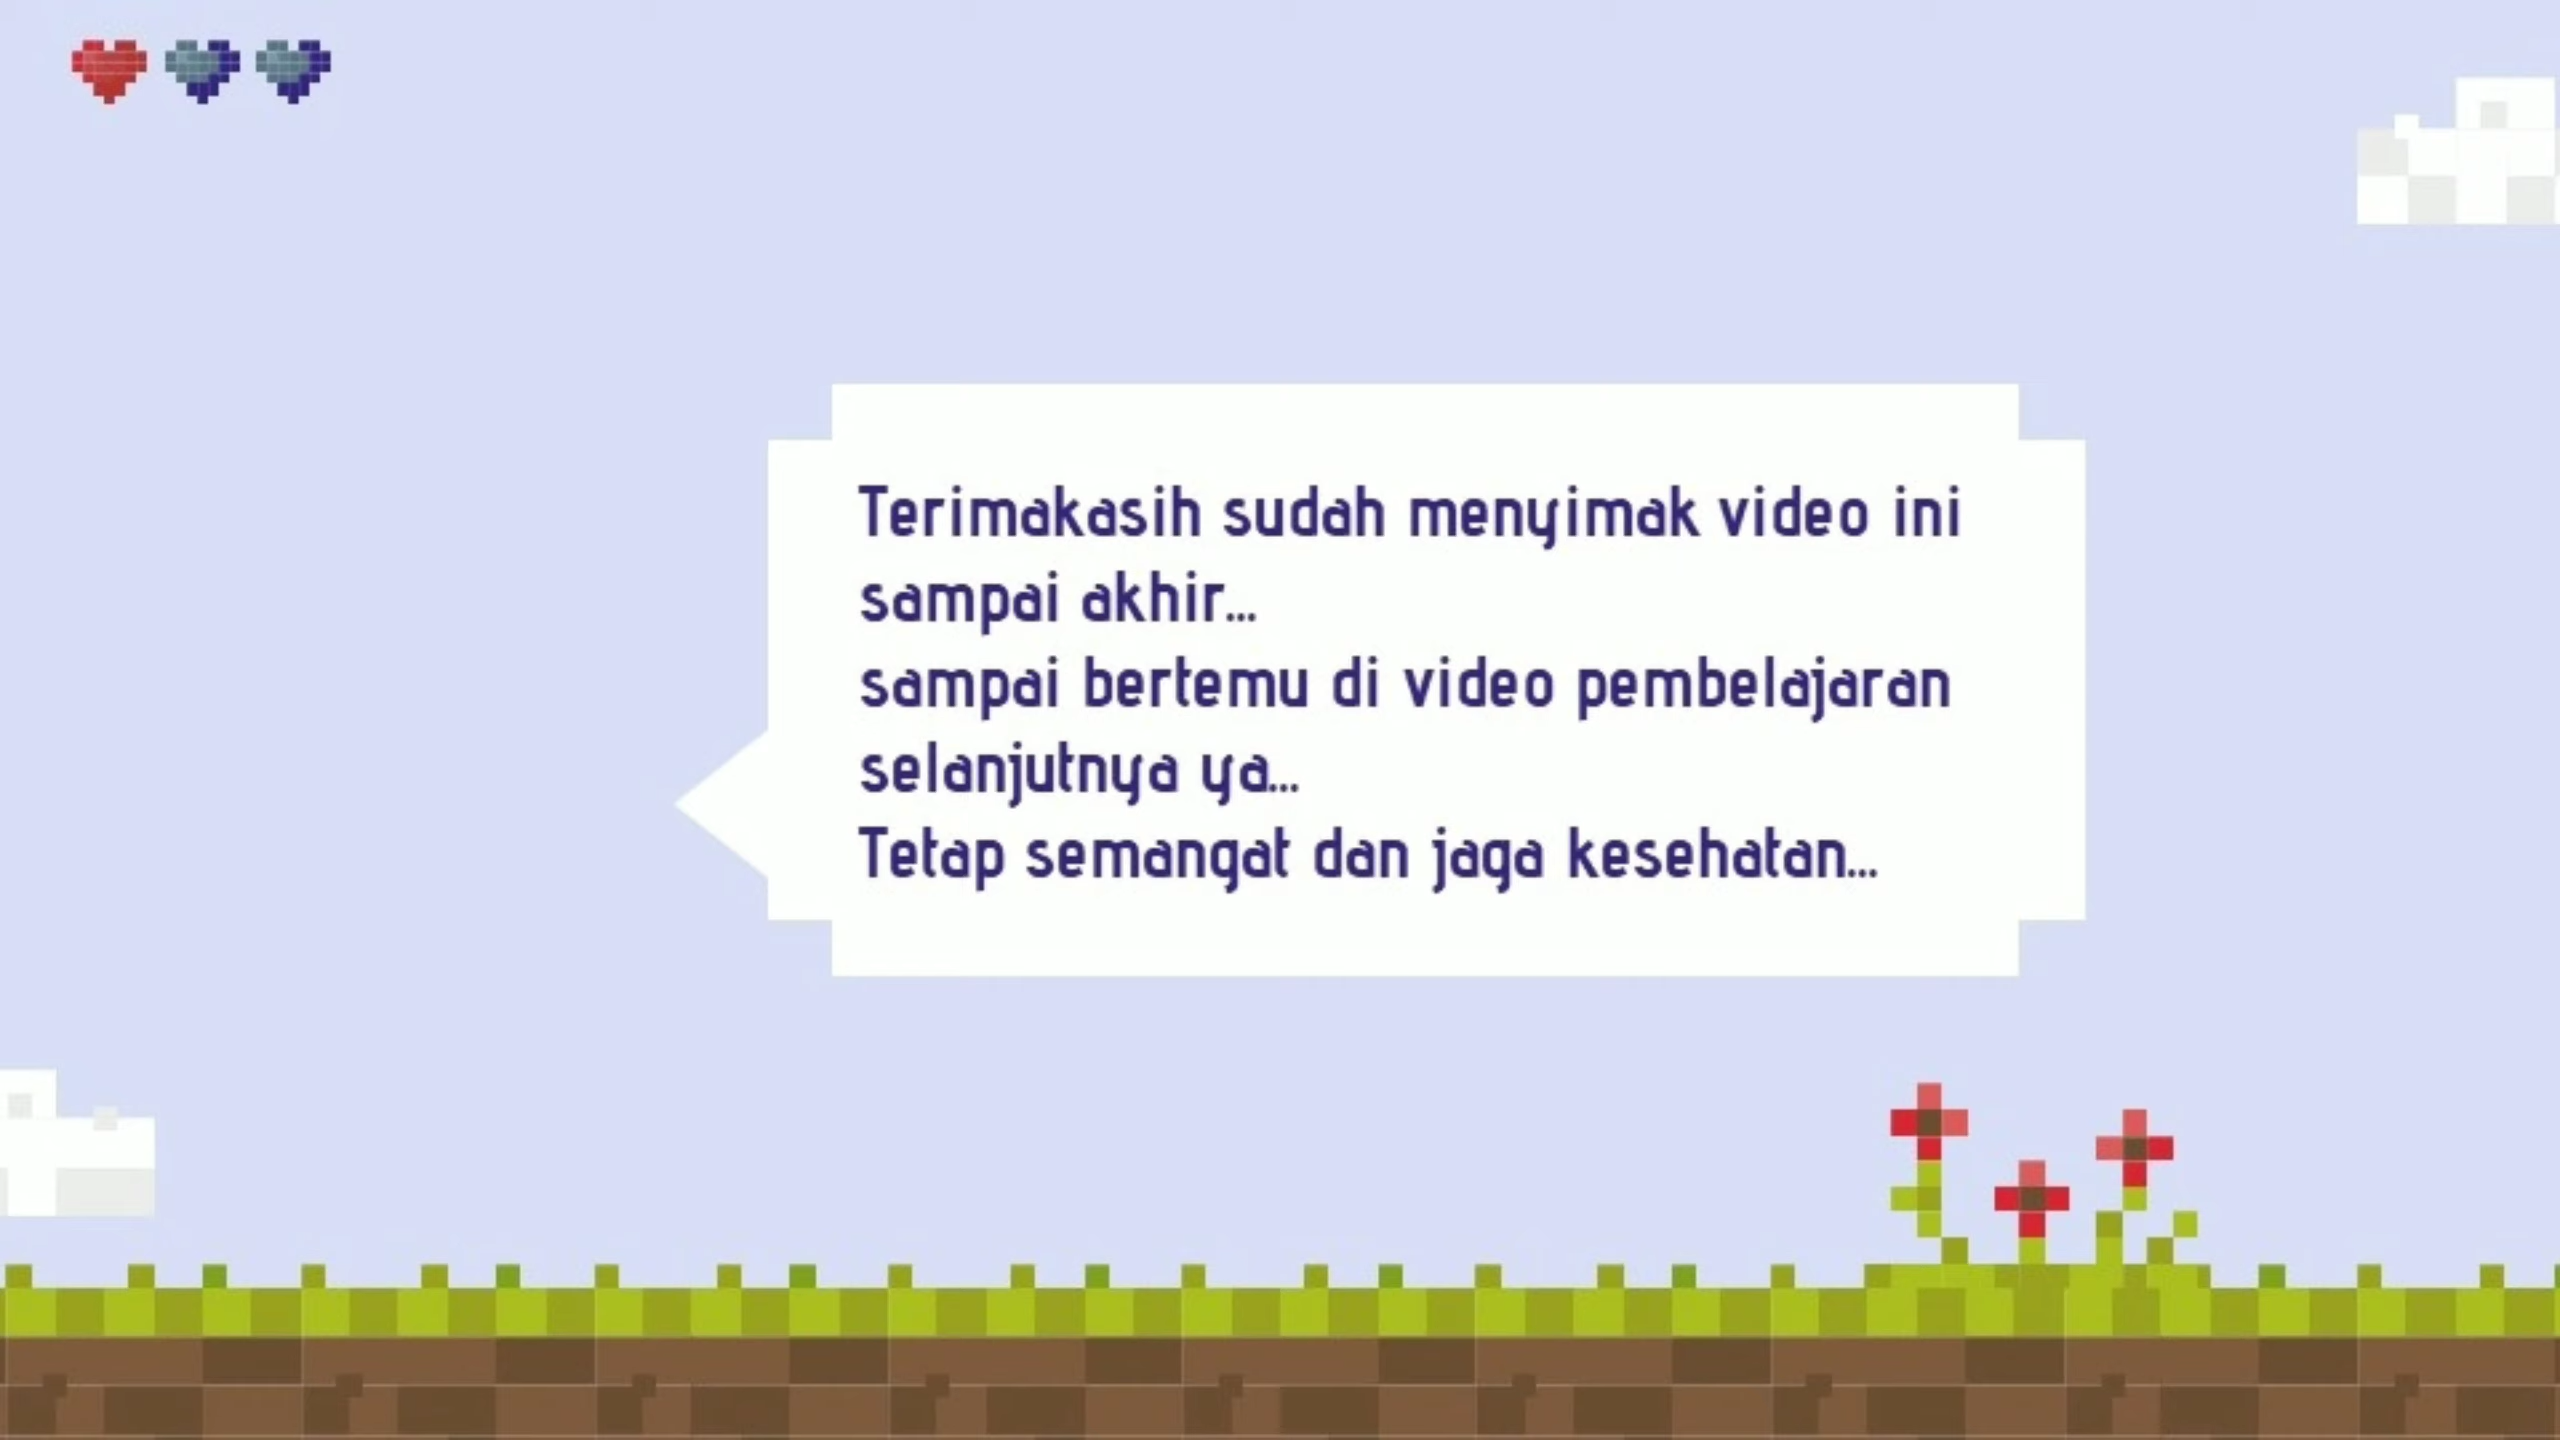 Terimakasih sudah menyimak video ini
sampai akhir...
sampai bertemu di video pembelajaran
selanjutnya ya...
Tetap semangat dan jaga kesehatan...